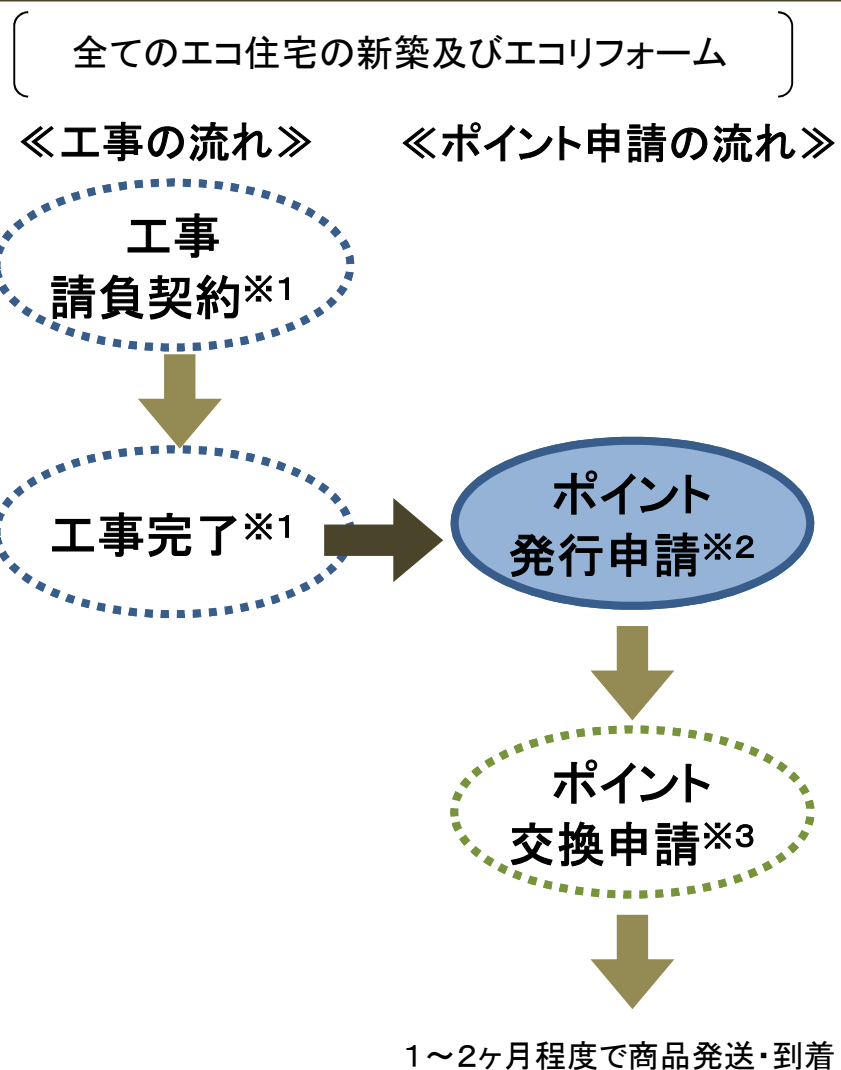 全てのエコ住宅の新築及びエコリフォーム
≪工事の流れ≫
≪ポイント申請の流れ≫
工事
請負契約※1
工事完了※1
ポイント
発行申請※2
ポイント
交換申請※3
1～2ヶ月程度で商品発送・到着